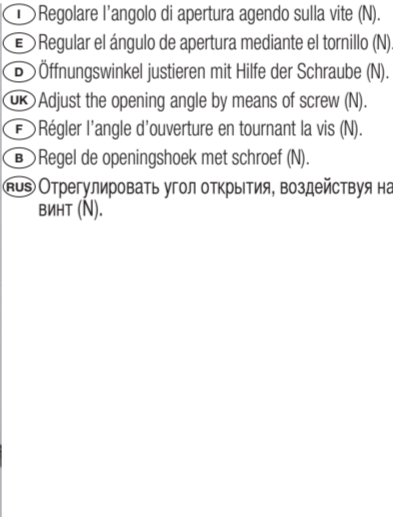 I Regolare l'angolo di apertura agendo sulla vite (N).
E Regular el ángulo de apertura mediante el tornillo (N).
D Öffnungswinkel justieren mit Hilfe der Schraube (N).
UK Adjust the opening angle by means of screw (N).
F Régler l'angle d'ouverture en tournant la vis (N).
B Regel de openingshoek met schroef (N).
RUS Отрегулировать угол открытия, воздействуя на
винт (N).